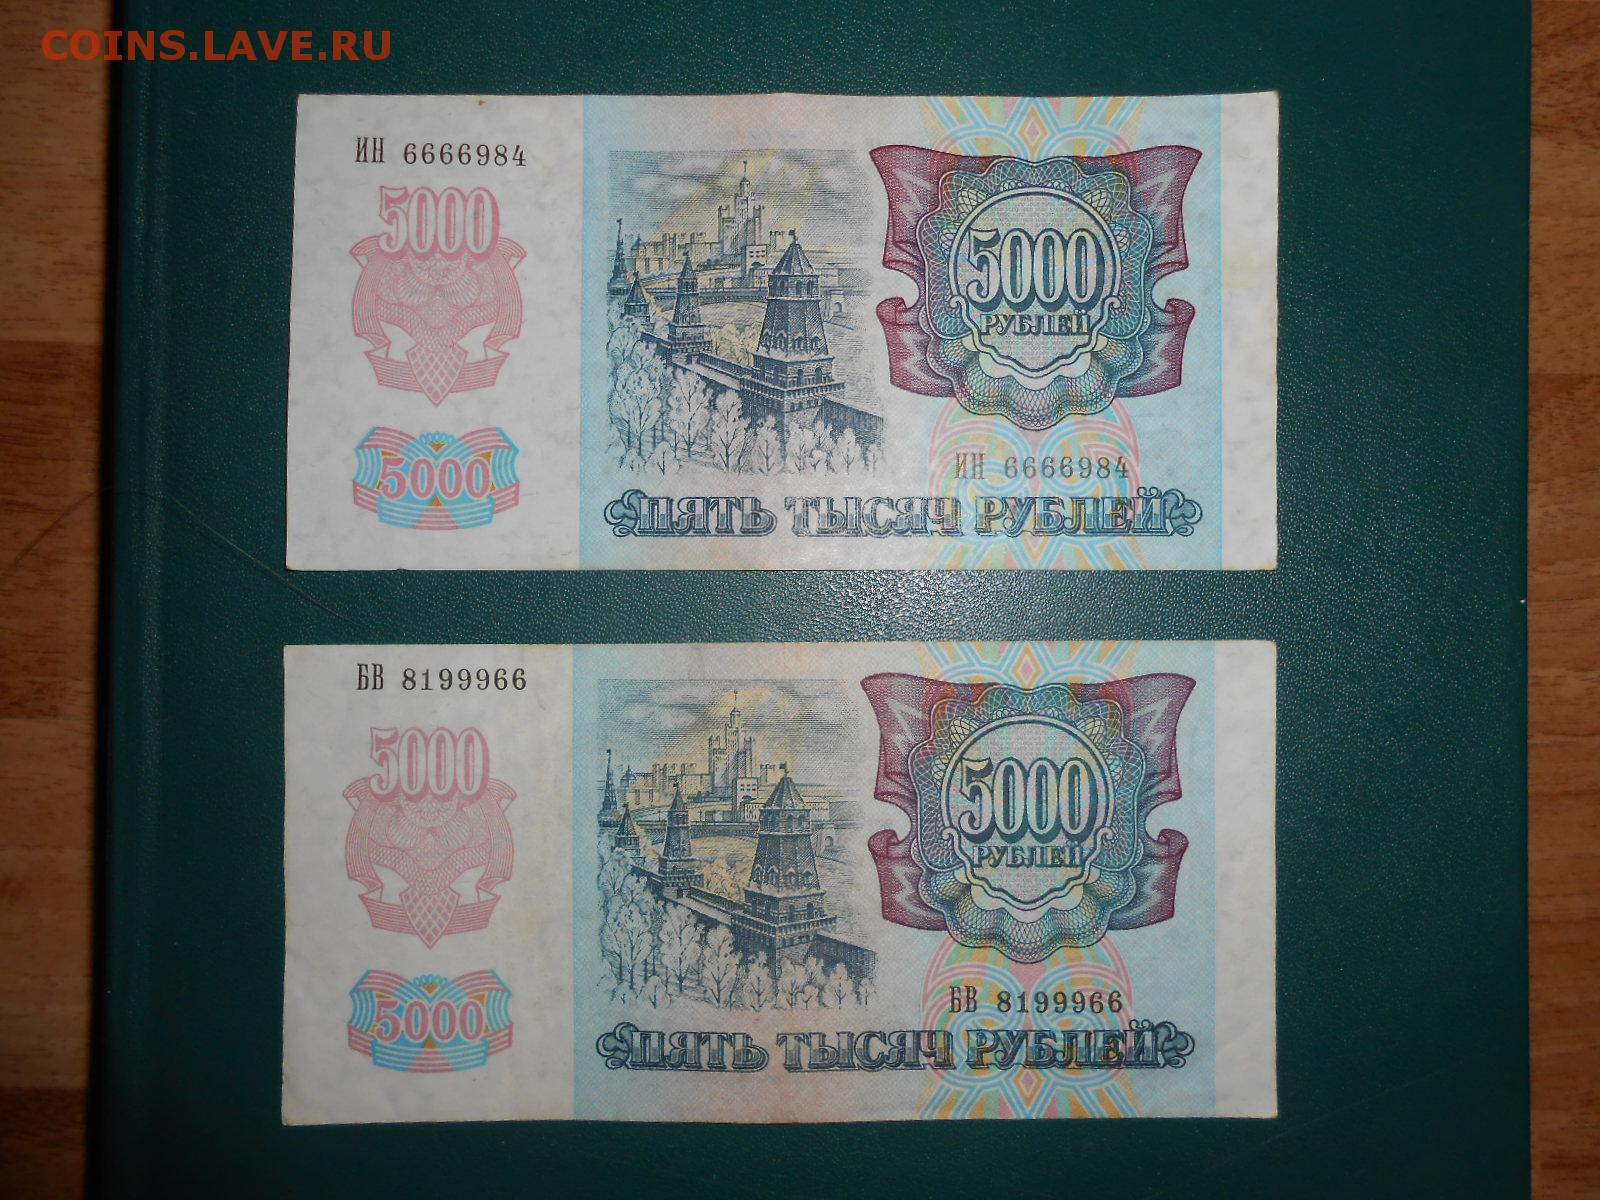 COINS.LAVE.RU
ИН 6666984
5000
5000
РУБЛЕЙ
5000
ИН 6666984
ПЯТЬ ТЫСЯЧ РУБЛЕЙ
БВ 8199966
5000
5000
РУБЛЕЙ
5000
БВ 8199966
ПЯТЬ ТЫСЯЧ РУБЛЕЙ